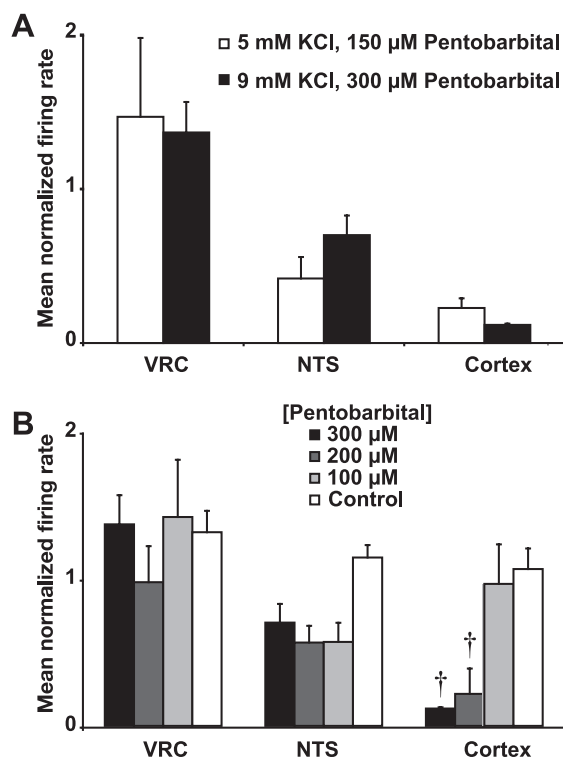 A
Mean normalized firing rate
2
1
0
5 mM KCl, 150 µM Pentobarbital
9 mM KCl, 300 µM Pentobarbital
VRC NTS Cortex
B
Mean normalized firing rate
2
1
0
[Pentobarbital]
300 µM
200 µM
100 µM
Control
† †
VRC NTS Cortex